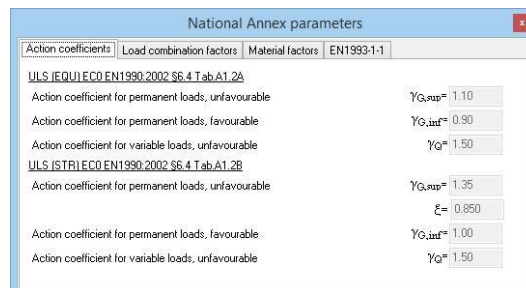 National Annex parameters
x
Action coefficients Load combination factors Material factors EN1993-1-1
ULS (EQU) EC0 EN1990:2002 §6.4 Tab.A1.2A
Action coefficient for permanent loads, unfavourable γG,sup= 1.10
Action coefficient for permanent loads, favourable γG,inf= 0.90
Action coefficient for variable loads, unfavourable γQ= 1.50
ULS (STR) EC0 EN1990:2002 §6.4 Tab.A1.2B
Action coefficient for permanent loads, unfavourable γG,sup= 1.35
ξ= 0.850
Action coefficient for permanent loads, favourable γG,inf= 1.00
Action coefficient for variable loads, unfavourable γQ= 1.50